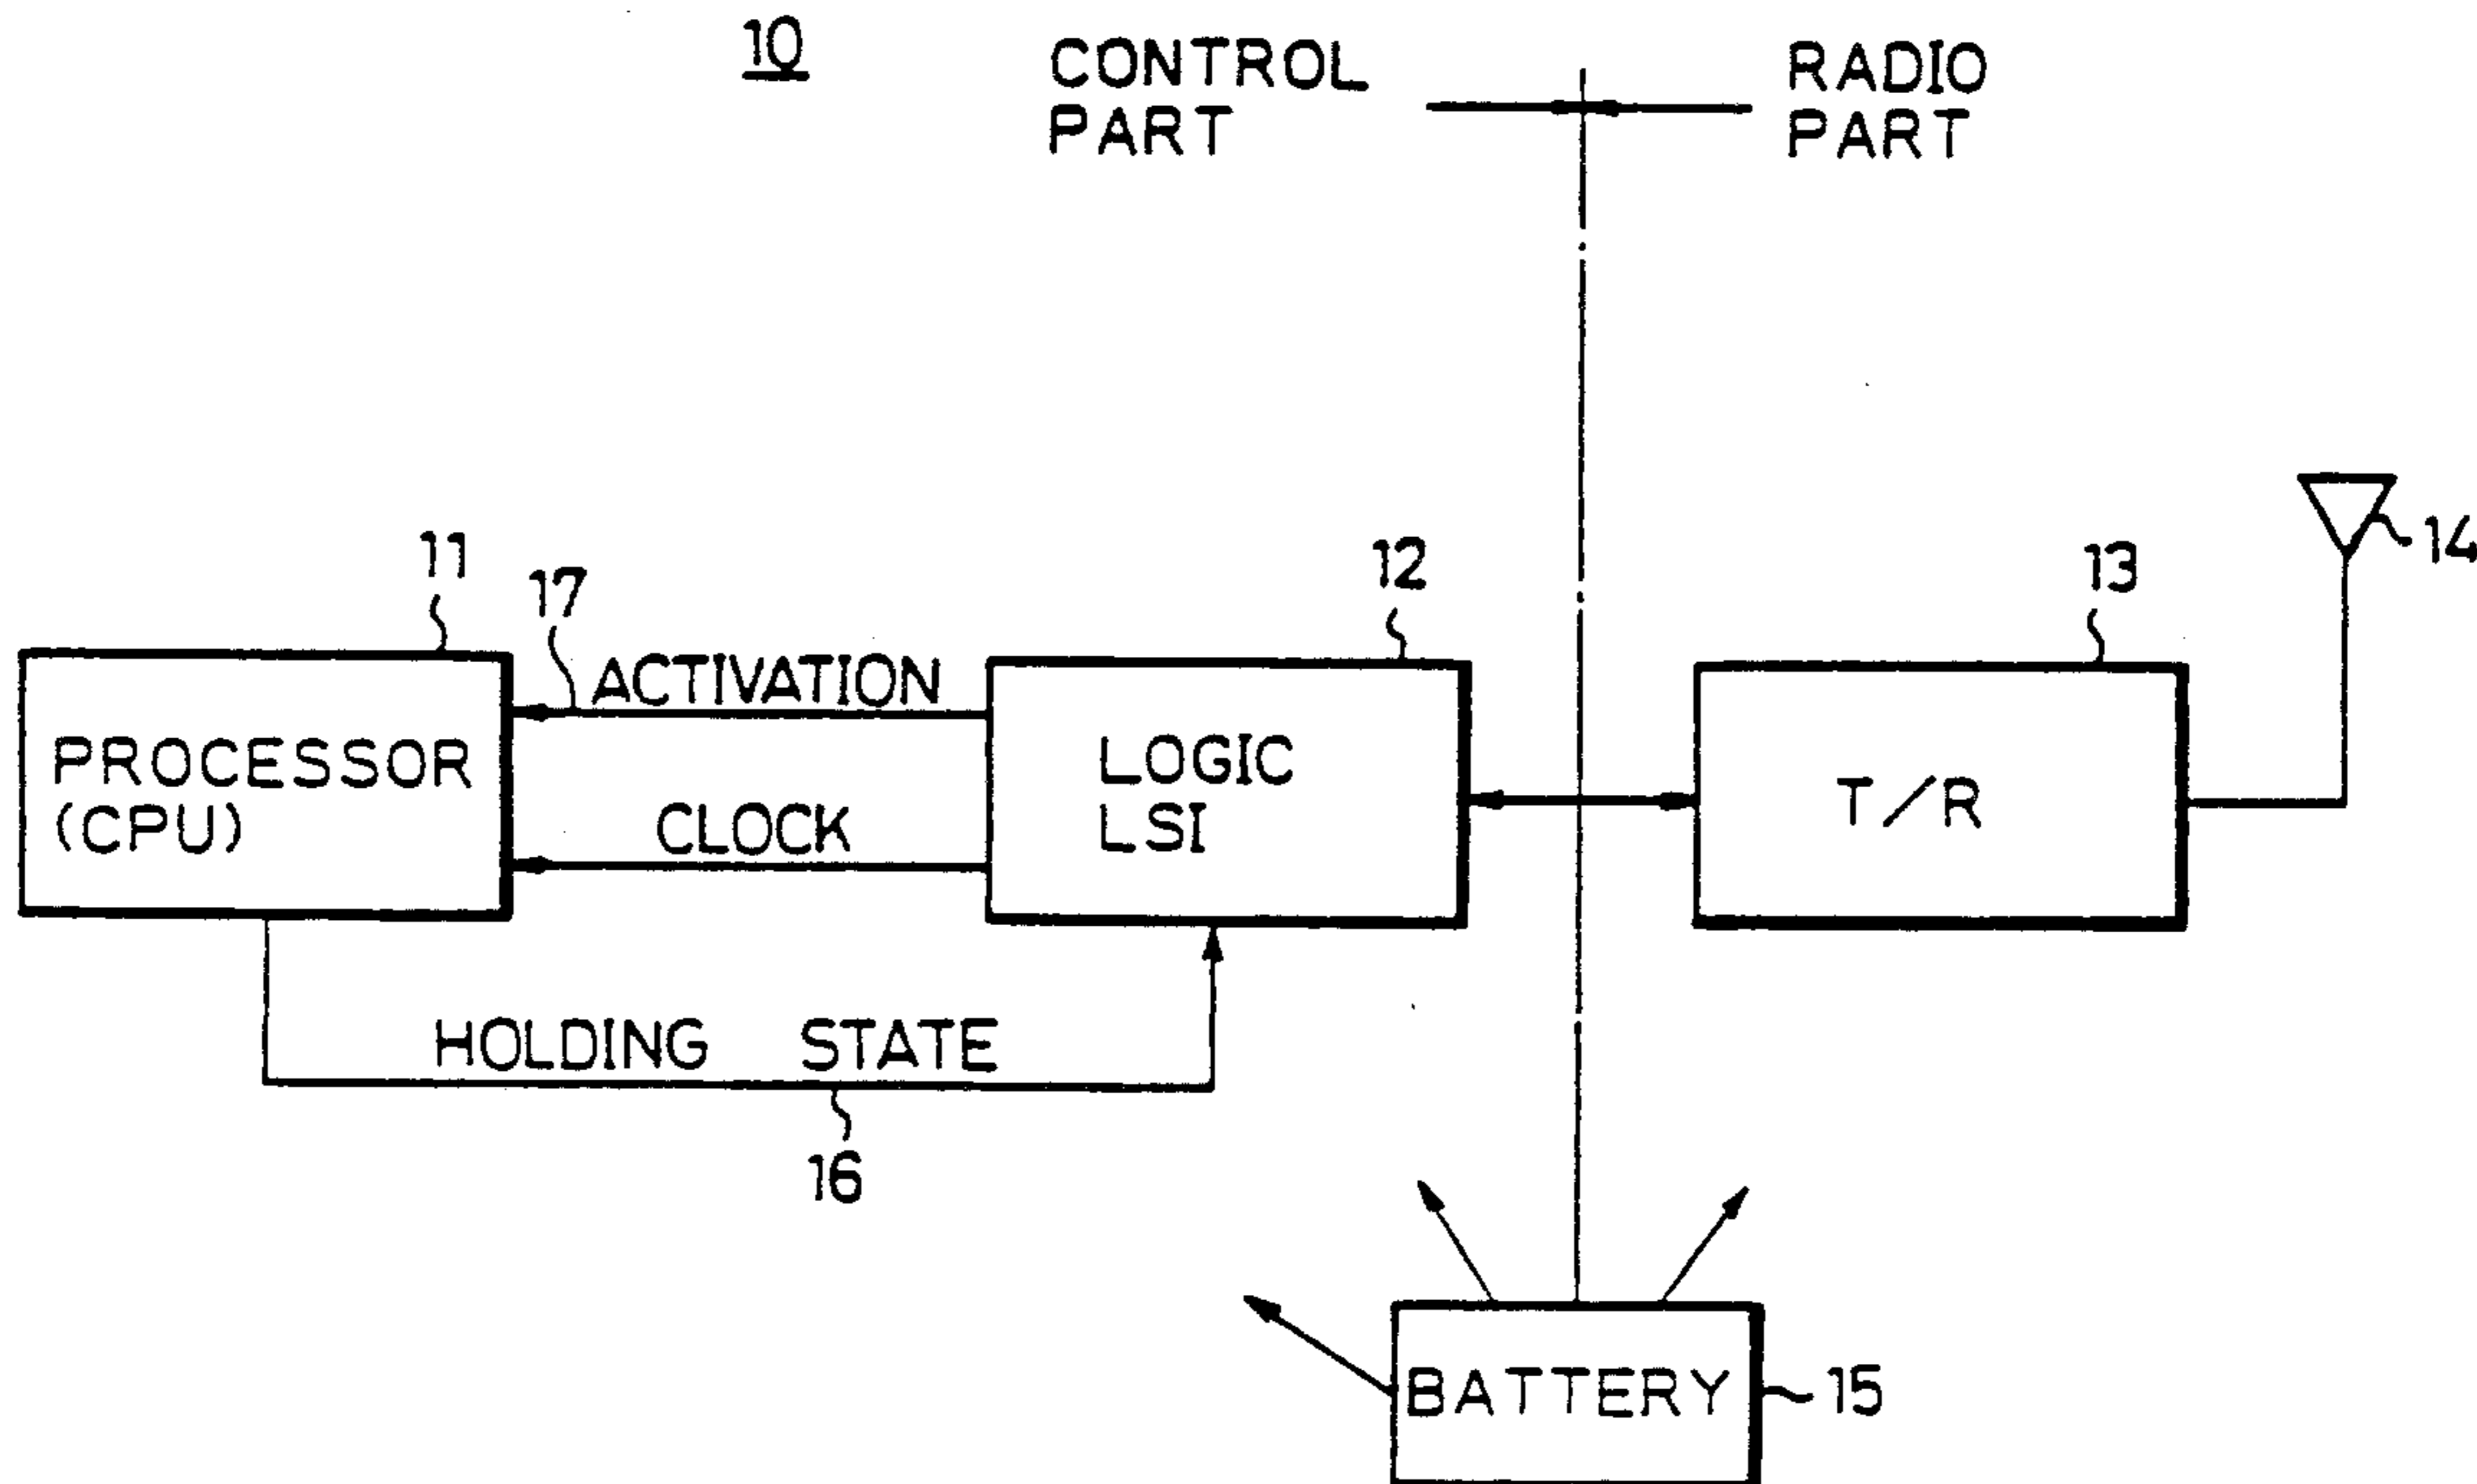 10
CONTROL
PART
RADIO
PART
11
17
12
13
14
ACTIVATION
PROCESSOR
(CPU)
CLOCK
LOGIC
LSI
T/R
HOLDING STATE
16
BATTERY
15